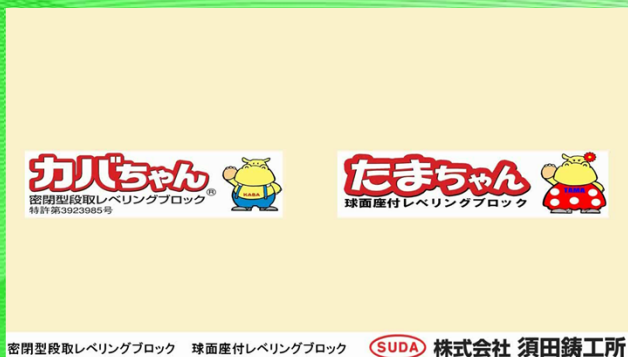 カバちゃん®
密閉型段取レベリングブロック
特許第3923985号
KABA
たまちゃん
球面座付レベリングブロック
TAMA
密閉型段取レベリングブロック 球面座付レベリングブロック SUDA 株式会社 須田鋳工所